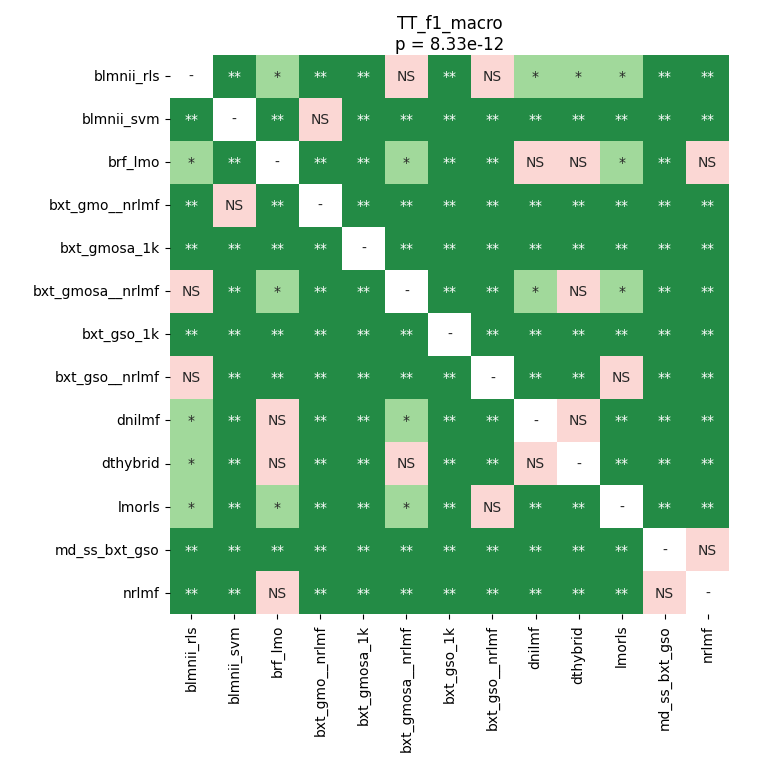 TT_f1_macro
p = 8.33e-12
blmnii_rls - ** * ** ** NS ** NS * * * ** **
blmnii_svm ** - ** NS ** ** ** ** ** ** ** ** **
brf_lmo * ** - ** ** * ** ** NS NS * ** NS
bxt_gmo__nrlmf ** NS ** - ** ** ** ** ** ** ** ** **
bxt_gmosa_1k ** ** ** ** - ** ** ** ** ** ** ** **
bxt_gmosa__nrlmf NS ** * ** ** - ** ** * NS * ** **
bxt_gso_1k ** ** ** ** ** ** - ** ** ** ** ** **
bxt_gso__nrlmf NS ** ** ** ** ** ** - ** ** NS ** **
dnilmf * ** NS ** ** * ** ** - NS ** ** **
dthybrid * ** NS ** ** NS ** ** NS - ** ** **
lmorls * ** * ** ** * ** NS ** ** - ** **
md_ss_bxt_gso ** ** ** ** ** ** ** ** ** ** ** - NS
nrlmf ** ** NS ** ** ** ** ** ** ** ** NS -
blmnii_rls
blmnii_svm
brf_lmo
bxt_gmo__nrlmf
bxt_gmosa_1k
bxt_gmosa__nrlmf
bxt_gso_1k
bxt_gso__nrlmf
dnilmf
dthybrid
lmorls
md_ss_bxt_gso
nrlmf